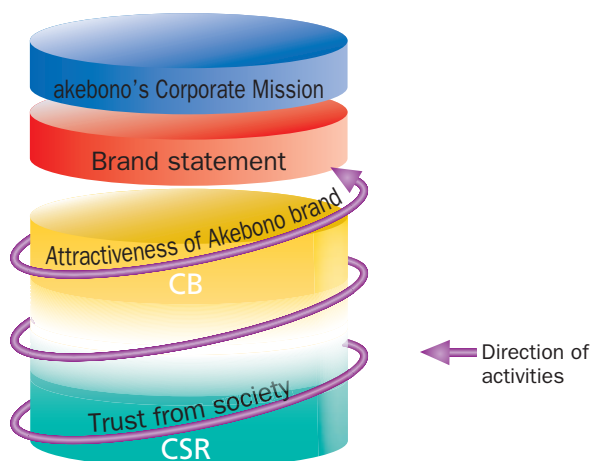 akebono's Corporate Mission
Brand statement
Attractiveness of Akebono brand
CB
Direction of
activities
Trust from society
CSR